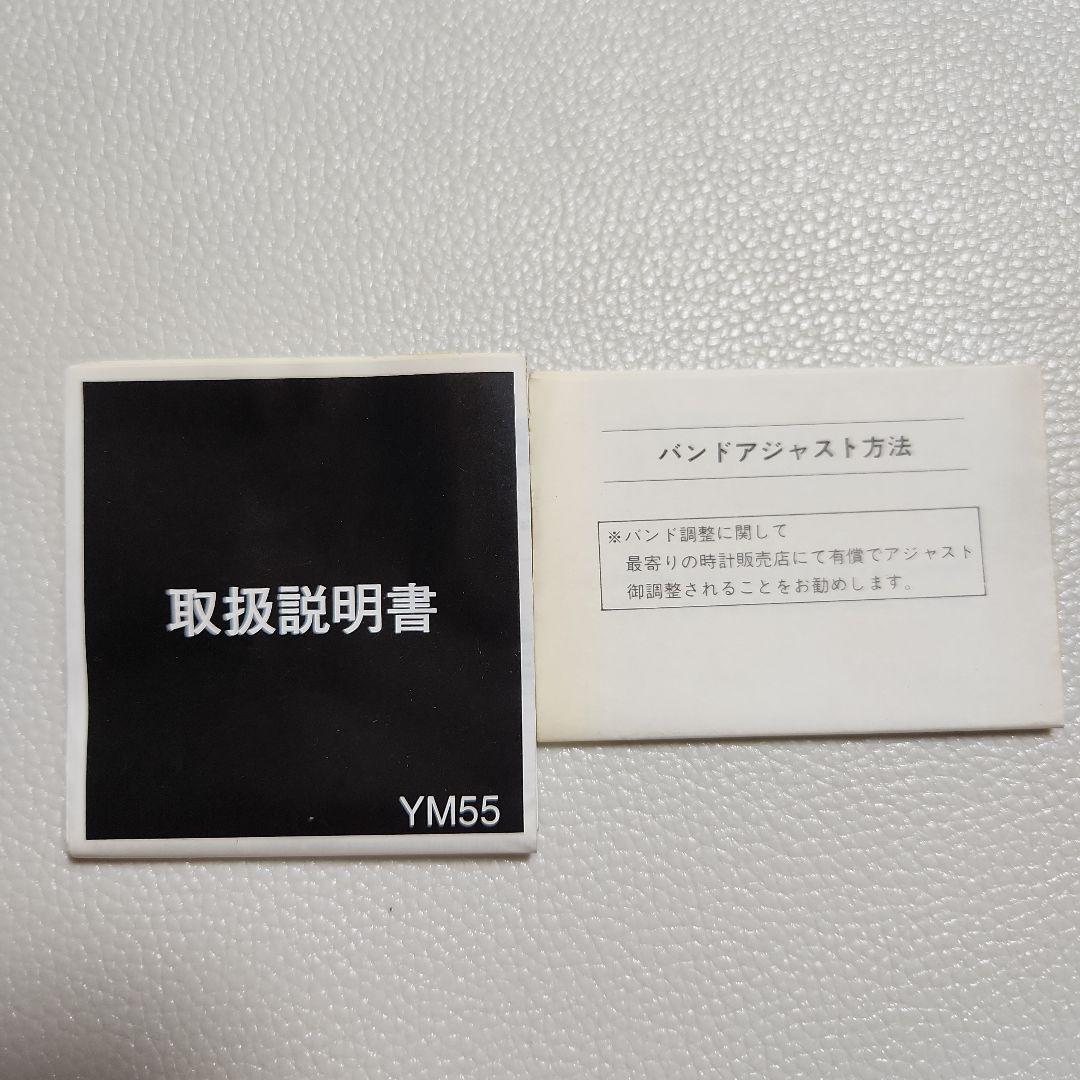 取扱説明書
YM55
バンドアジャスト方法
※バンド調整に関して
最寄りの時計販売店にて有償でアジャスト
御調整されることをお勧めします。